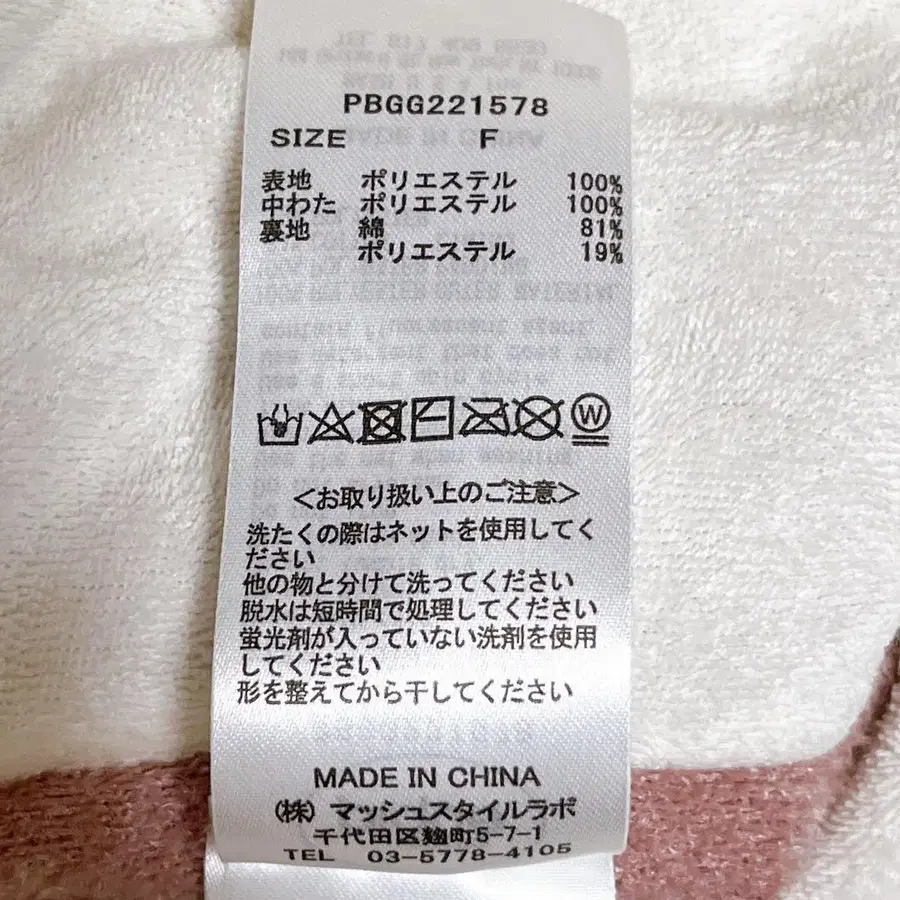 PBGG221578
SIZE F
表地 ポリエステル 100%
中わた ポリエステル 100%
裏地 綿 81%
ポリエステル 19%
W
<お取り扱い上のご注意>
洗たくの際はネットを使用してく
ださい
他の物と分けて洗ってください
脱水は短時間で処理してください
蛍光剤が入っていない洗剤を使用
してください
形を整えてから干してください
MADE IN CHINA
(株) マッシュスタイルラボ
千代田区麹町5-7-1
TEL 03-5778-4105